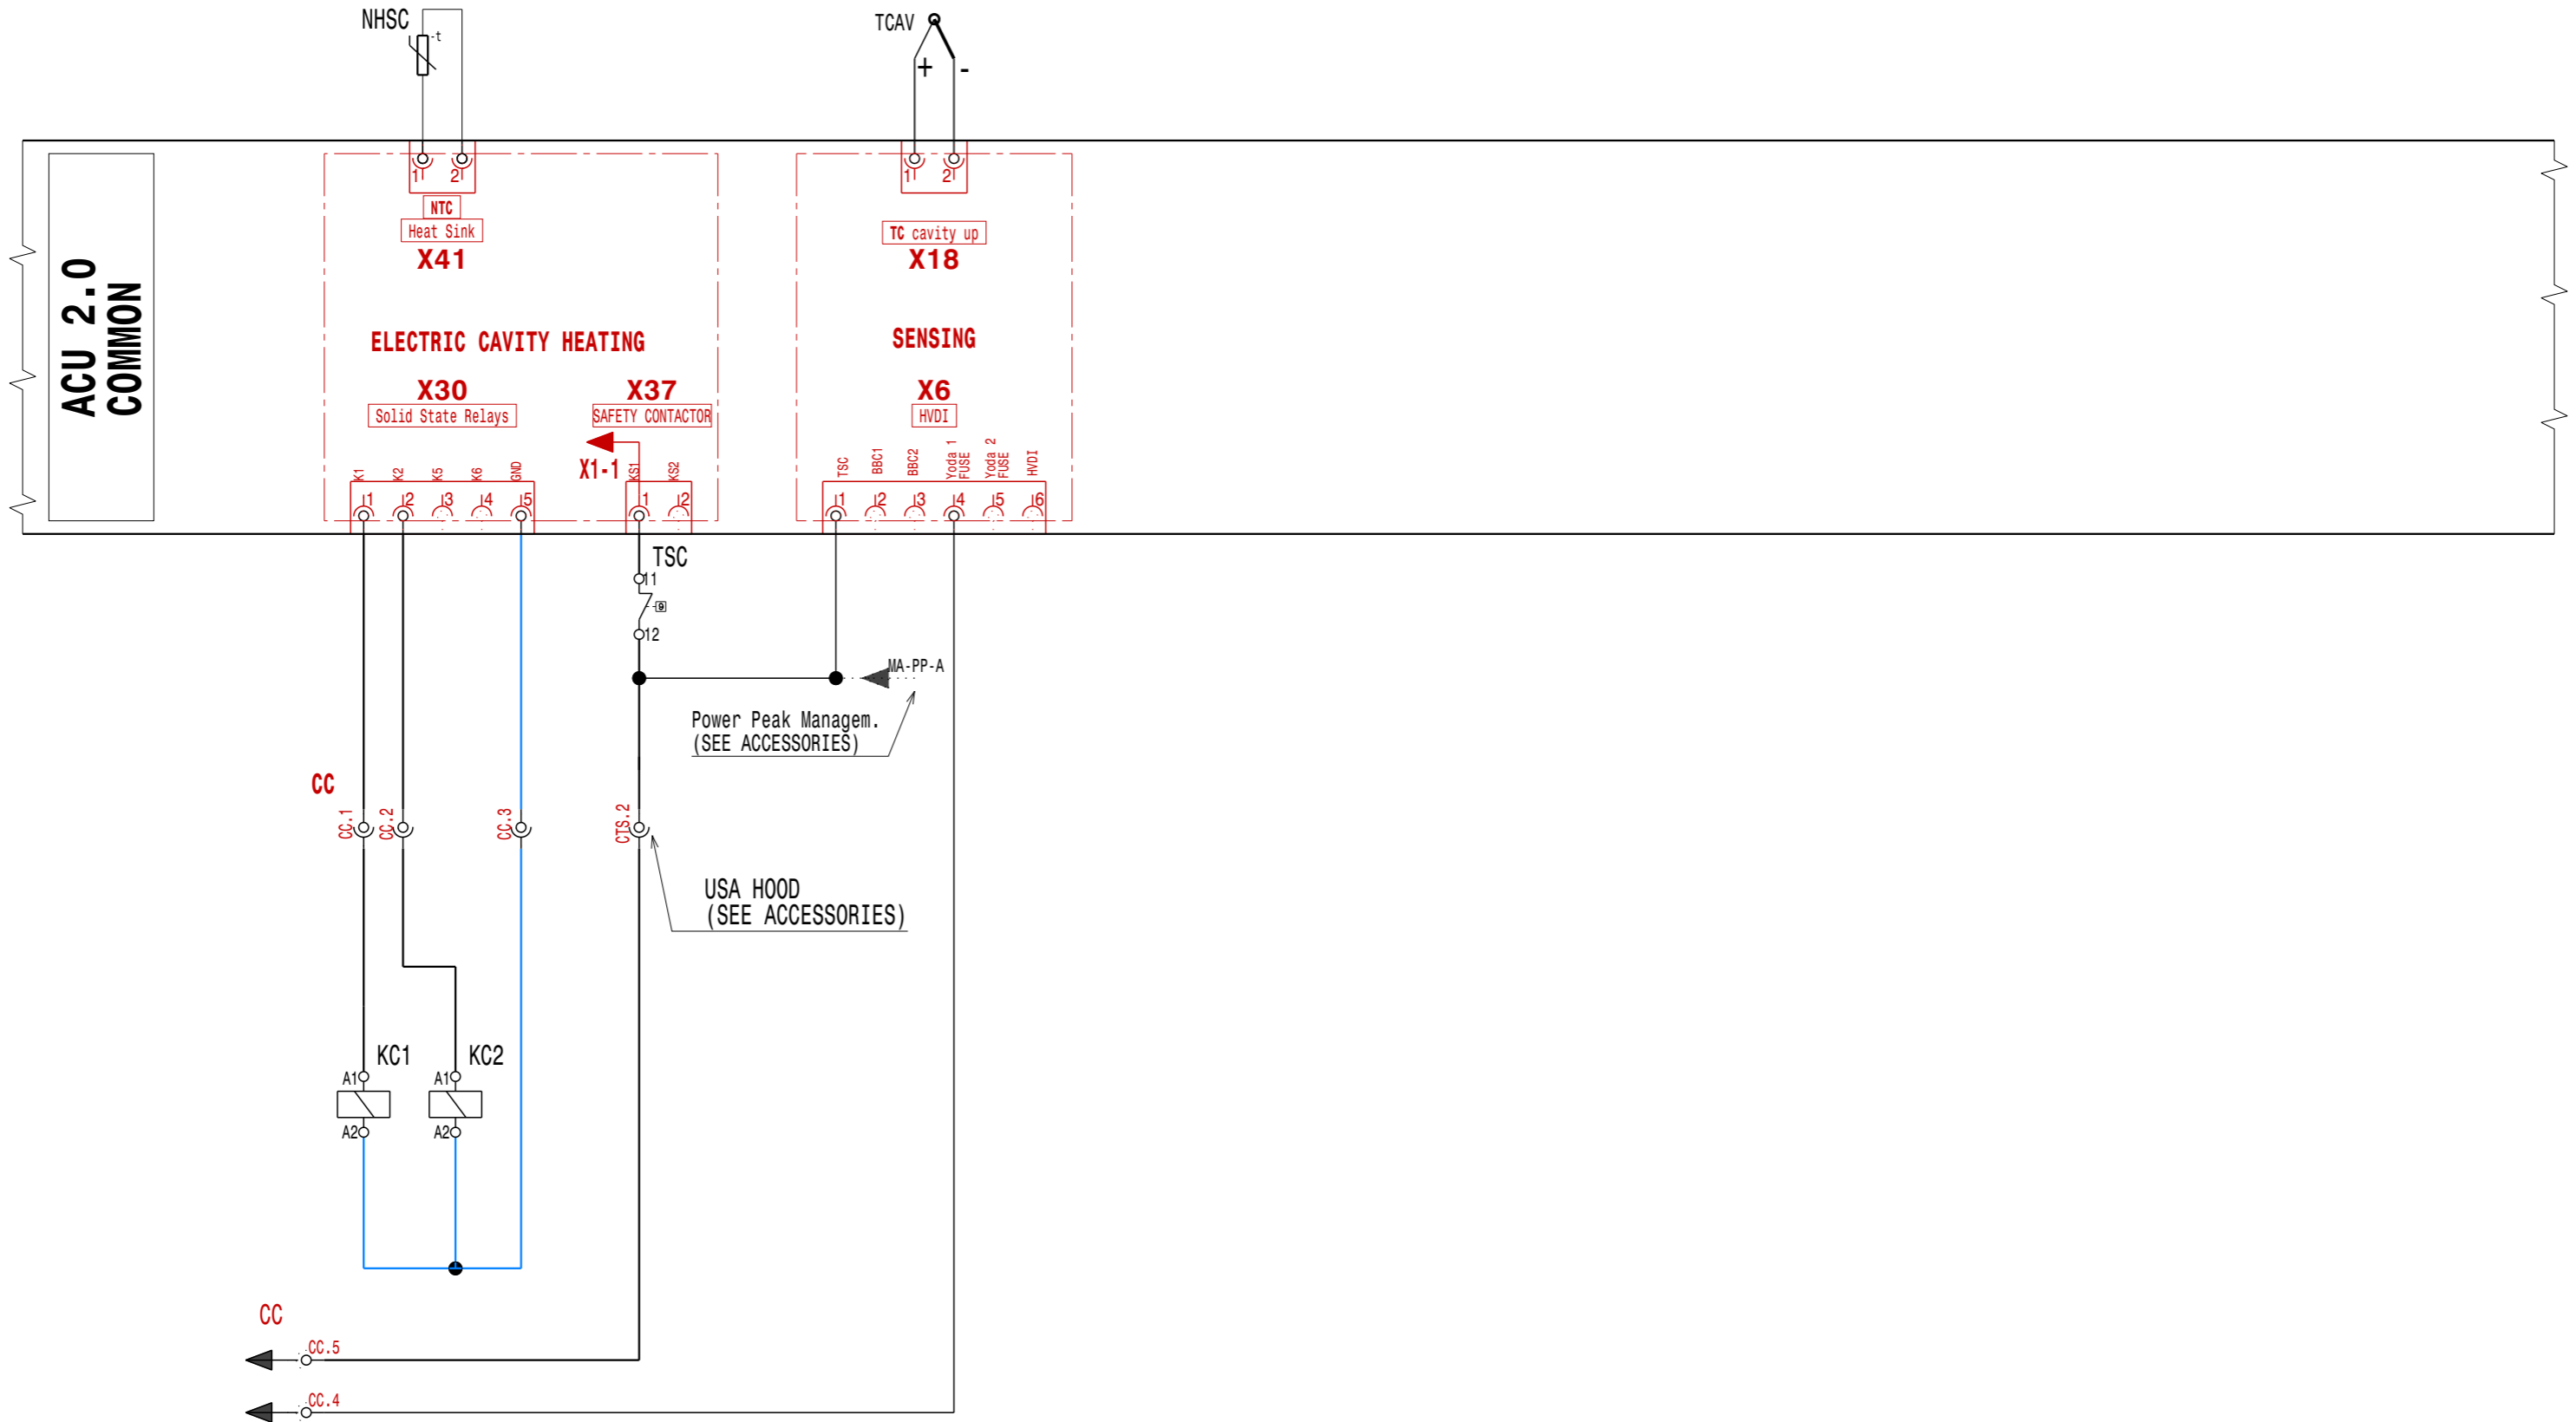 NHSC
-t
TCAV
+ -
1 2
1 2
NTC
Heat Sink
X41
TC cavity up
X18
ACU 2.0
COMMON
ELECTRIC CAVITY HEATING
SENSING
X30
Solid State Relays
X37
SAFETY CONTACTOR
X6
HVDI
X1-1
K1 K2 K5 K6 GND
KS1 KS2
TSC BBC1 BBC2 Yoda 1 FUSE Yoda 2 FUSE HVDI
1 2 3 4 5
1 2
1 2 3 4 5 6
TSC
11
12
MA-PP-A
Power Peak Managem.
(SEE ACCESSORIES)
CC
CC.1 CC.2 CC.3 CTS.2
USA HOOD
(SEE ACCESSORIES)
KC1 KC2
A1 A1
A2 A2
CC
CC.5
CC.4